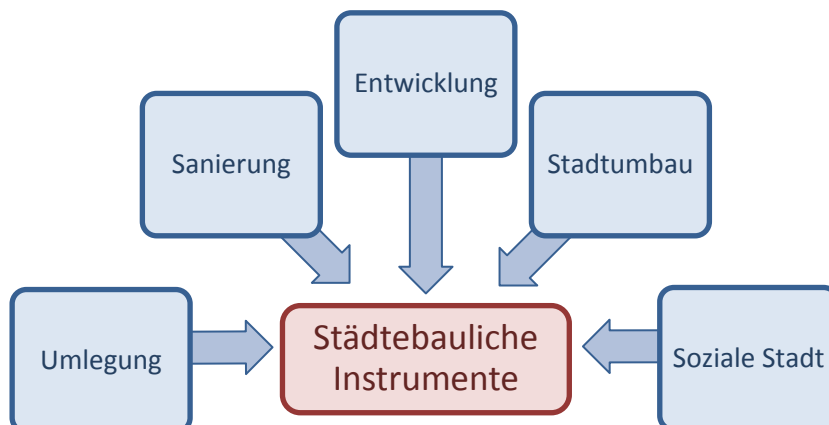 Entwicklung
Sanierung
Stadtumbau
Umlegung
Städtebauliche
Instrumente
Soziale Stadt